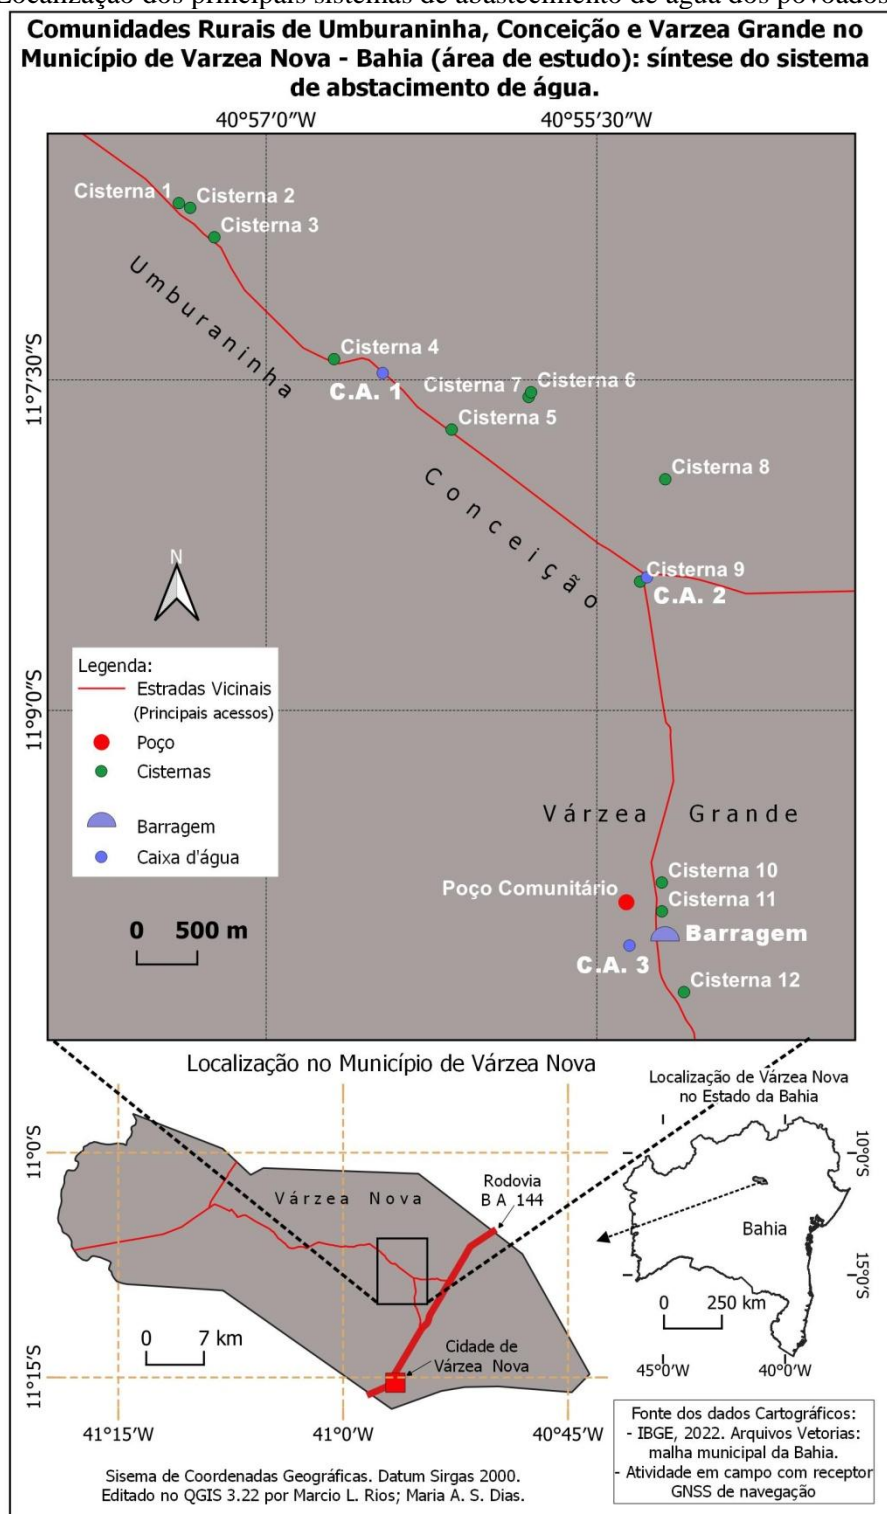 Localização dos principais sistemas de abastecimento de água dos povoados
Comunidades Rurais de Umburaninha, Conceição e Varzea Grande no
Município de Varzea Nova - Bahia (área de estudo): síntese do sistema
de abstacimento de água.
40°57'0"W
40°55'30"W
Cisterna 1
Cisterna 2
Cisterna 3
Umburaninha
Cisterna 4
11°7'30"S
C.A. 1
Cisterna 7
Cisterna 6
Cisterna 5
Conceição
Cisterna 8
Cisterna 9
C.A. 2
N
Legenda:
Estradas Vicinais
(Principais acessos)
Poço
Cisternas
Barragem
Caixa d'água
11°9'0"S
Várzea Grande
Cisterna 10
Poço Comunitário
Cisterna 11
Barragem
C.A. 3
Cisterna 12
0 500 m
Localização no Município de Várzea Nova
11°0'S
Várzea Nova
Rodovia
B A 144
0 7 km
Cidade de
Várzea Nova
11°15'S
41°15'W
41°0'W
40°45'W
Localização de Várzea Nova
no Estado da Bahia
10°0'S
Bahia
15°0'S
0 250 km
45°0'W
40°0'W
Sisema de Coordenadas Geográficas. Datum Sirgas 2000.
Editado no QGIS 3.22 por Marcio L. Rios; Maria A. S. Dias.
Fonte dos dados Cartográficos:
- IBGE, 2022. Arquivos Vetorias:
malha municipal da Bahia.
- Atividade em campo com receptor
GNSS de navegação